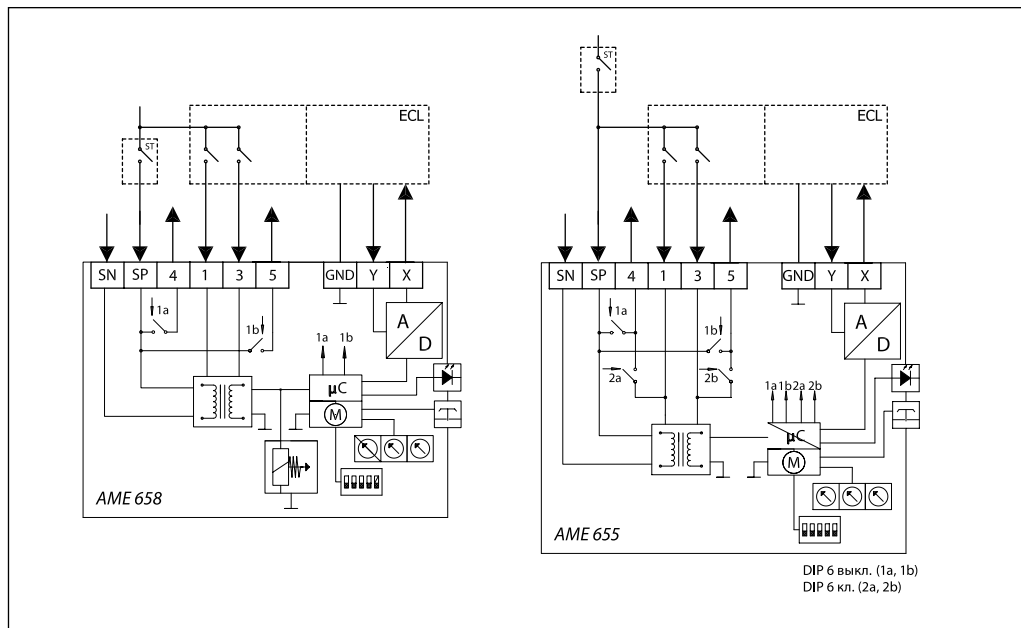 ST
ECL
SN SP 4 1 3 5 GND Y X
1a
1b
1a 1b
A
D
μC
M
AME 658
ST
ECL
SN SP 4 1 3 5 GND Y X
1a
1b
2a
2b
1a 1b 2a 2b
A
D
μC
M
AME 655
DIP 6 выкл. (1a, 1b)
DIP 6 кл. (2a, 2b)